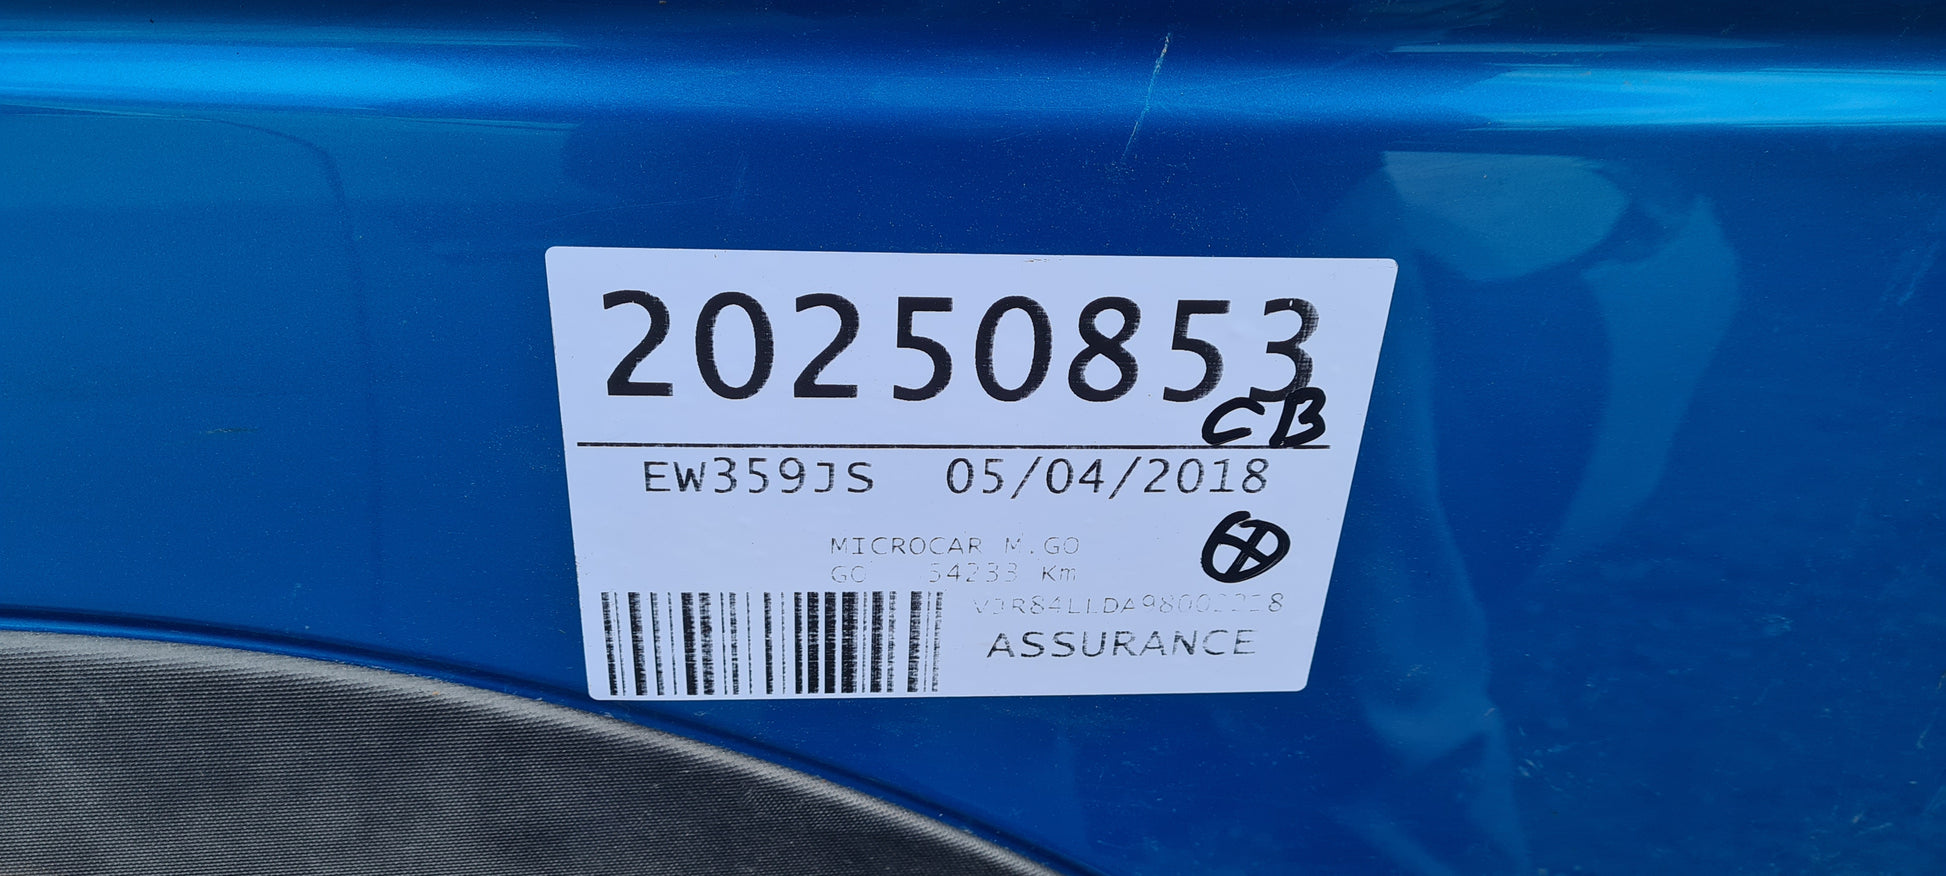 20250853
CB
EW359JS 05/04/2018
MICROCAR M.GO
GO 54233 Km
ASSURANCE